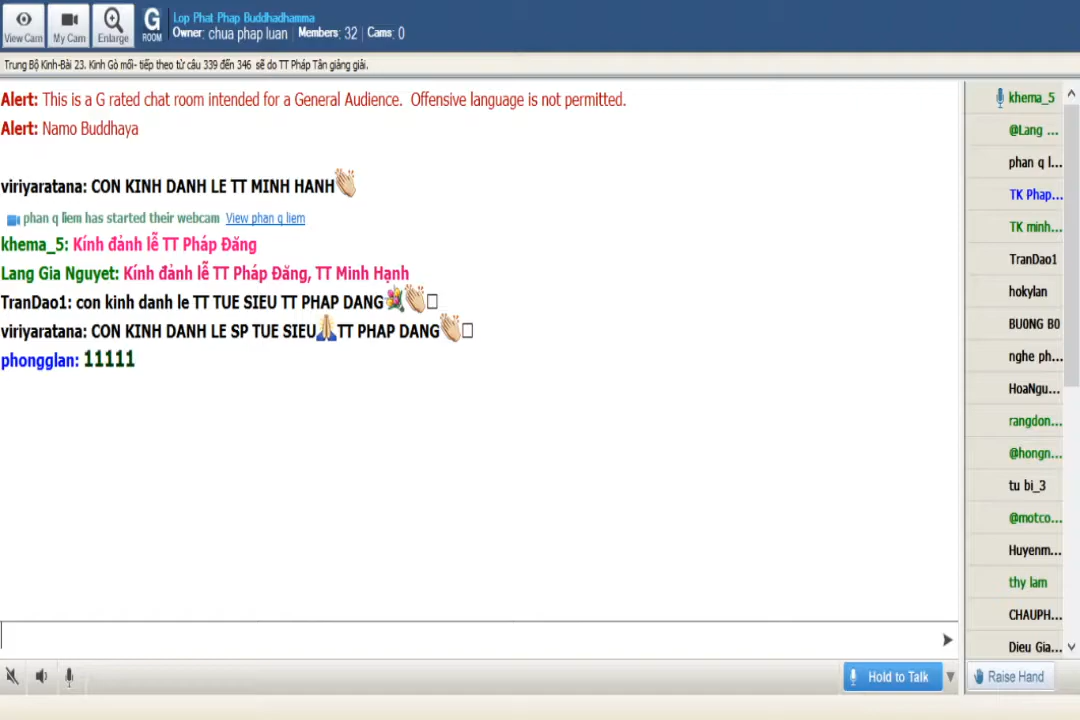 View Cam
My Cam
Enlarge
G
ROOM
Lop Phat Phap Buddhadhamma
Owner: chua phap luan | Members: 32 | Cams: 0
Trung Bộ Kinh-Bài 23. Kinh Gò mối- tiếp theo từ câu 339 đến 346 sẽ do TT Pháp Tân giảng giải.
Alert: This is a G rated chat room intended for a General Audience. Offensive language is not permitted.
Alert: Namo Buddhaya
viriyaratana: CON KINH DANH LE TT MINH HANH
phan q liem has started their webcam View phan q liem
khema_5: Kính đảnh lễ TT Pháp Đăng
Lang Gia Nguyet: Kính đảnh lễ TT Pháp Đăng, TT Minh Hạnh
TranDao1: con kinh danh le TT TUE SIEU TT PHAP DANG
viriyaratana: CON KINH DANH LE SP TUE SIEU TT PHAP DANG
phongglan: 11111
khema_5
@Lang ...
phan q l...
TK Phap...
TK minh...
TranDao1
hokylan
BUONG BO
nghe ph...
HoaNgu...
rangdon...
@hongn...
tu bi_3
@motco...
Huyenm...
thy lam
CHAUPH...
Dieu Gia...
Hold to Talk
Raise Hand